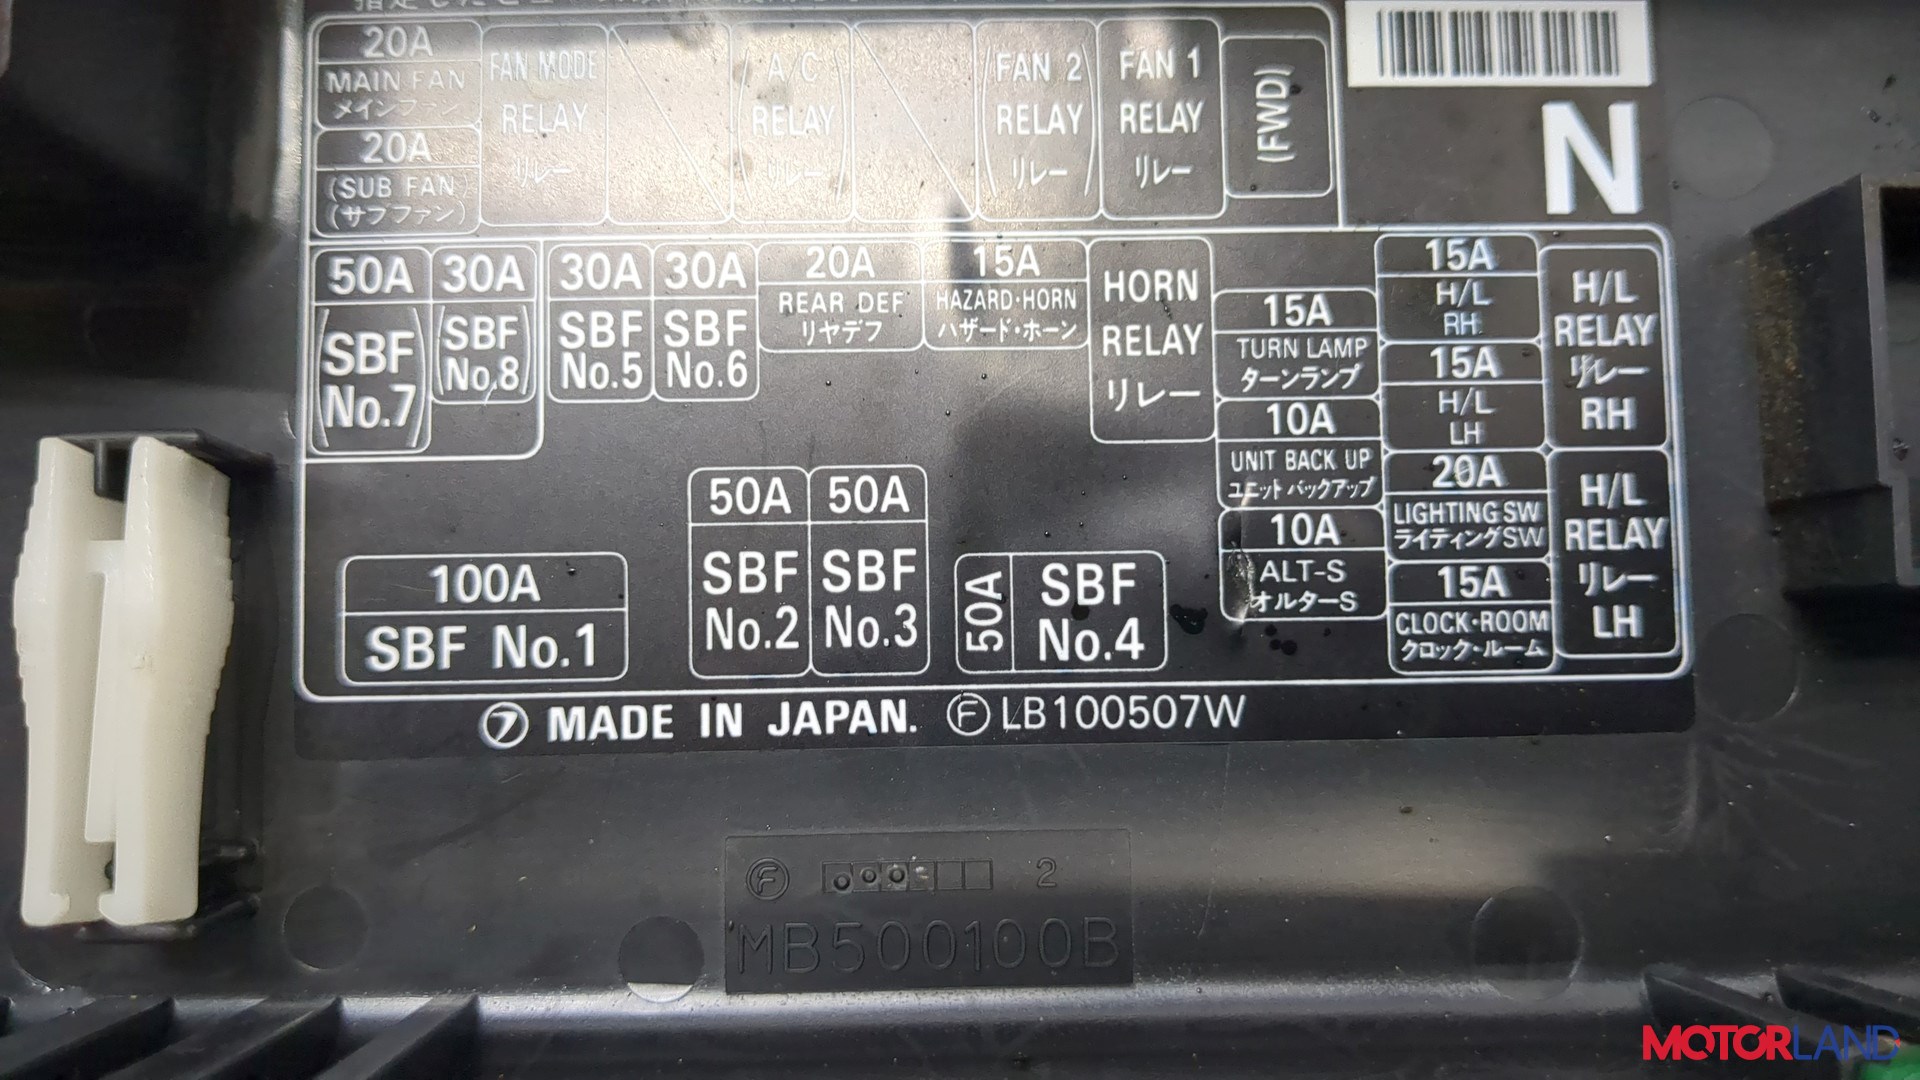 20A
MAIN FAN
メインファン
20A
(SUB FAN)
(サブファン)
FAN MODE
RELAY
リレー
A/C
RELAY
リレー
FAN 2
RELAY
リレー
FAN 1
RELAY
リレー
(FWD)
N
50A
SBF
No.7
30A
SBF
No.8
30A
SBF
No.5
30A
SBF
No.6
20A
REAR DEF
リヤデフ
15A
HAZARD・HORN
ハザード・ホーン
HORN
RELAY
リレー
15A
TURN LAMP
ターンランプ
10A
UNIT BACK UP
ユニット バックアップ
10A
ALT-S
オルターS
15A
H/L
RH
15A
H/L
LH
20A
LIGHTING SW
ライティングSW
15A
CLOCK・ROOM
クロック・ルーム
H/L
RELAY
リレー
RH
H/L
RELAY
リレー
LH
100A
SBF No.1
50A
SBF
No.2
50A
SBF
No.3
50A
SBF
No.4
⑦ MADE IN JAPAN. Ⓕ LB100507W
Ⓕ 2
MB500100B
MOTORLAND